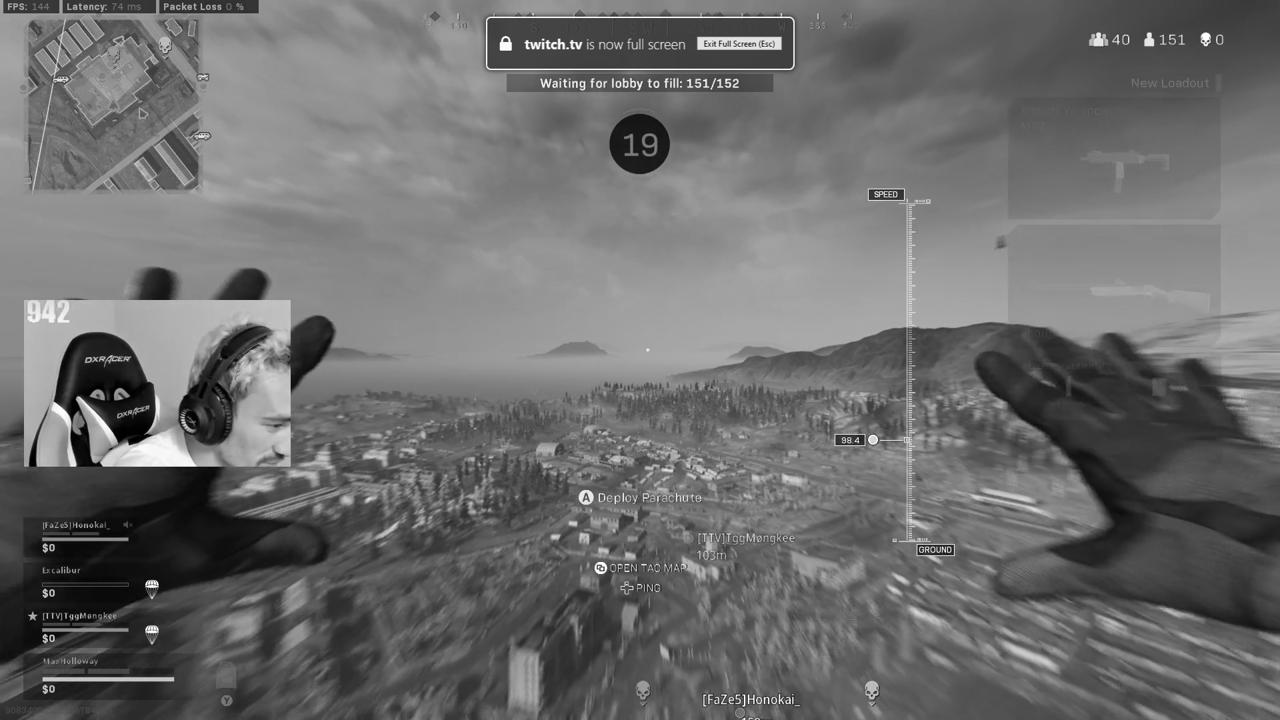 FPS: 144
Latency: 74 ms
Packet Loss 0 %
twitch.tv is now full screen
Exit Full Screen (Esc)
Waiting for lobby to fill: 151/152
19
40
151
0
New Loadout
SPEED
98.4
GROUND
942
DXRACER
DXRACER
A Deploy Parachute
[TTV]TggMøngkee
103m
OPEN TAC MAP
PING
[FaZe5]Honokai_
$0
Excalibur
$0
[TTV]TggMøngkee
$0
MaxHolloway
$0
Y
[FaZe5]Honokai_